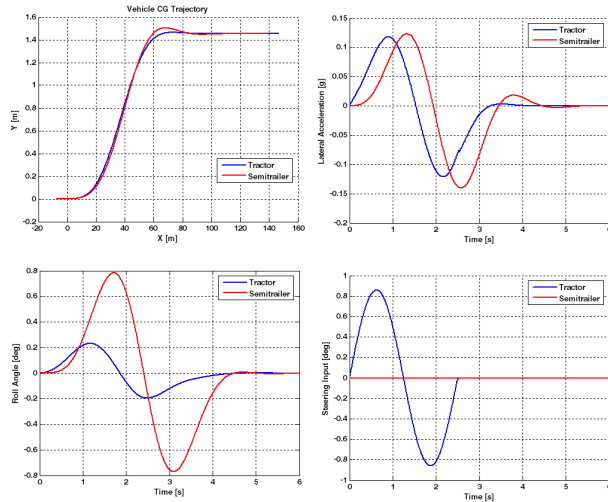 Vehicle CG Trajectory
1.6
1.4
1.2
1
0.8
0.6
0.4
0.2
0
-0.2
Y [m]
-20 0 20 40 60 80 100 120 140 160
X [m]
Tractor
Semitrailer
0.15
0.1
0.05
0
-0.05
-0.1
-0.15
-0.2
Lateral Acceleration [g]
0 1 2 3 4 5 6
Time [s]
Tractor
Semitrailer
0.8
0.6
0.4
0.2
0
-0.2
-0.4
-0.6
-0.8
Roll Angle [deg]
0 1 2 3 4 5 6
Time [s]
Tractor
Semitrailer
1
0.8
0.6
0.4
0.2
0
-0.2
-0.4
-0.6
-0.8
-1
Steering Input [deg]
0 1 2 3 4 5 6
Time [s]
Tractor
Semitrailer